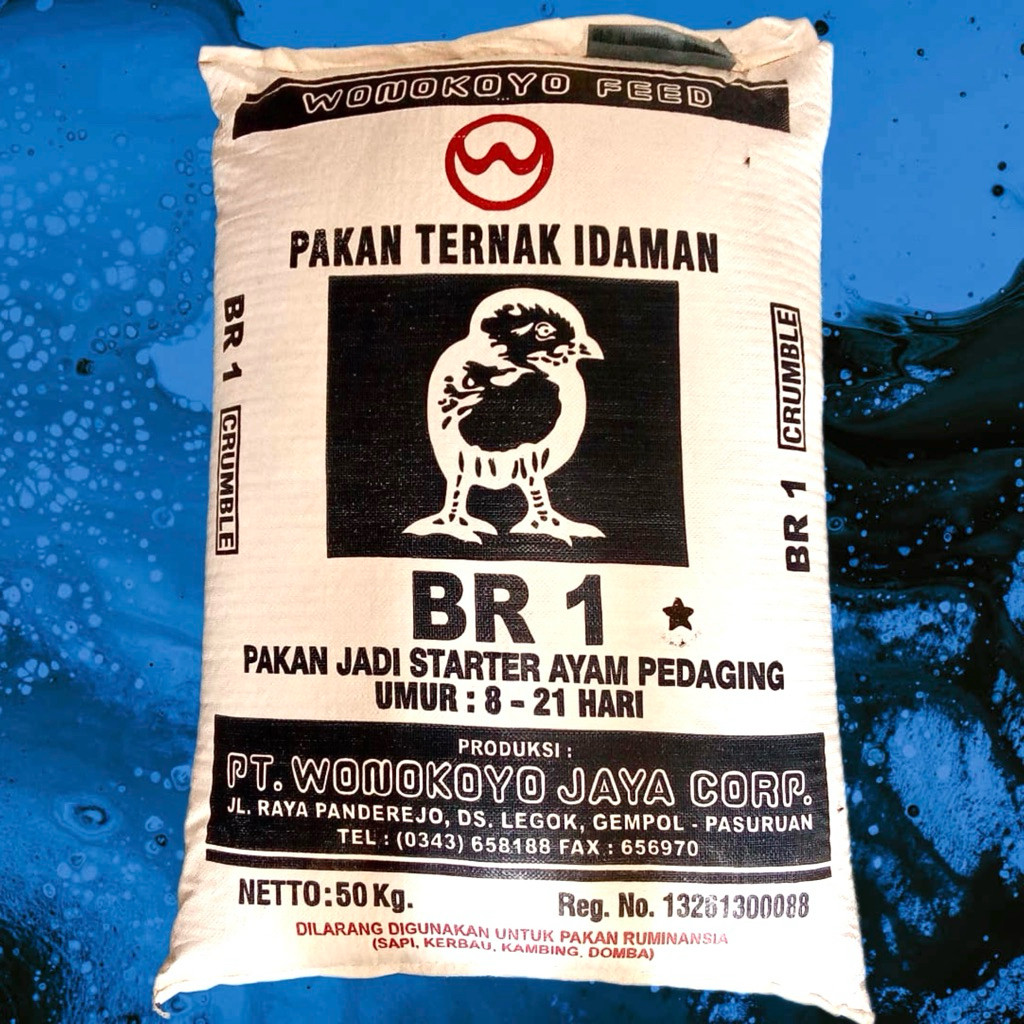 WONOKOYO FEED
PAKAN TERNAK IDAMAN
BR 1 CRUMBLE
BR 1 CRUMBLE
BR 1
PAKAN JADI STARTER AYAM PEDAGING
UMUR : 8 - 21 HARI
PRODUKSI :
PT. WONOKOYO JAYA CORP.
JL. RAYA PANDEREJO, DS. LEGOK, GEMPOL - PASURUAN
TEL : (0343) 658188 FAX : 656970
NETTO : 50 Kg.
Reg. No. 13261300088
DILARANG DIGUNAKAN UNTUK PAKAN RUMINANSIA
(SAPI, KERBAU, KAMBING, DOMBA)